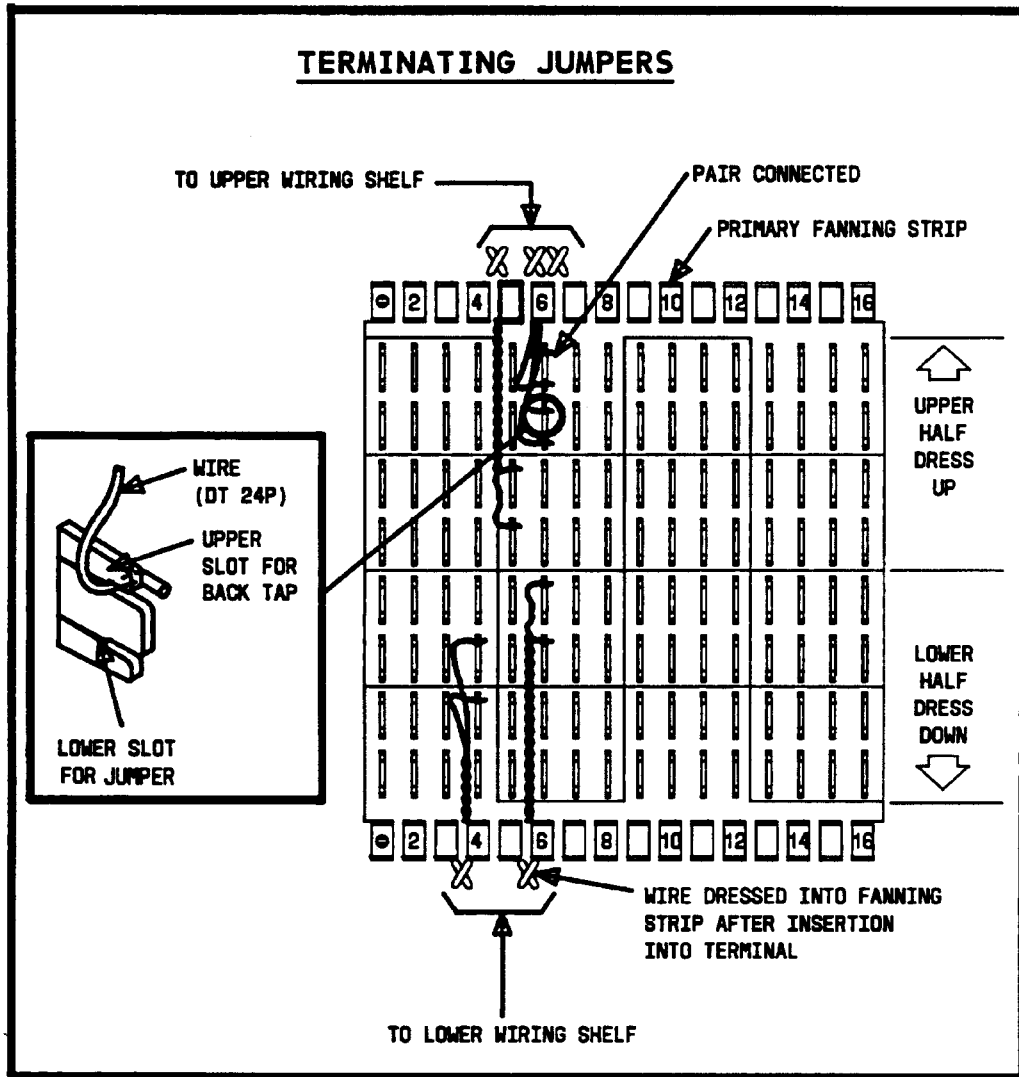 TERMINATING JUMPERS
TO UPPER WIRING SHELF
PAIR CONNECTED
PRIMARY FANNING STRIP
2 4 6 8 10 12 14 16
UPPER
HALF
DRESS
UP
WIRE
(DT 24P)
UPPER
SLOT FOR
BACK TAP
LOWER SLOT
FOR JUMPER
LOWER
HALF
DRESS
DOWN
2 4 6 8 10 12 14 16
WIRE DRESSED INTO FANNING
STRIP AFTER INSERTION
INTO TERMINAL
TO LOWER WIRING SHELF